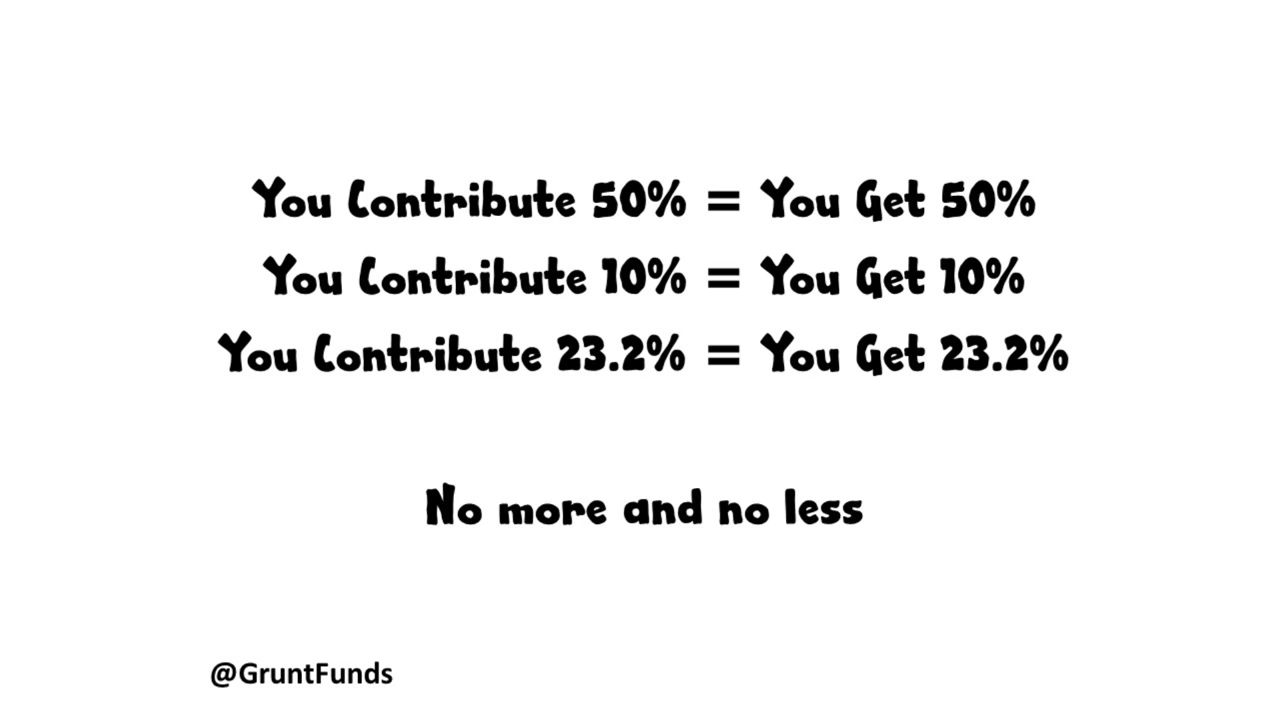 You Contribute 50% = You Get 50%
You Contribute 10% = You Get 10%
You Contribute 23.2% = You Get 23.2%
No more and no less
@GruntFunds